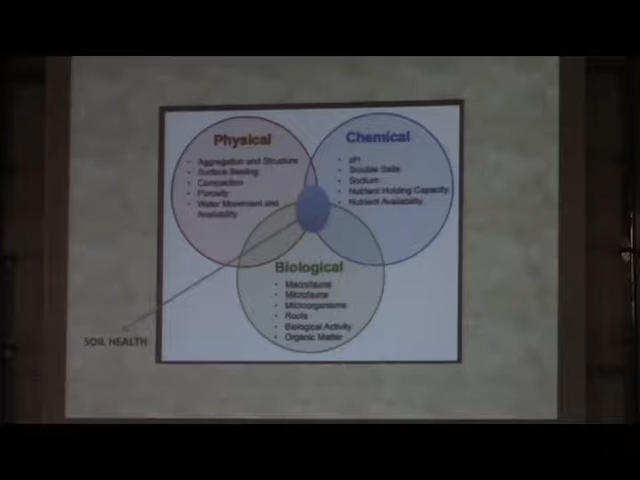 Physical
Aggregation and Structure
Surface Sealing
Compaction
Porosity
Water Movement and
Availability
Chemical
pH
Soluble Salts
Sodium
Nutrient Holding Capacity
Nutrient Availability
Biological
Macrofauna
Microfauna
Microorganisms
Roots
Biological Activity
Organic Matter
SOIL HEALTH